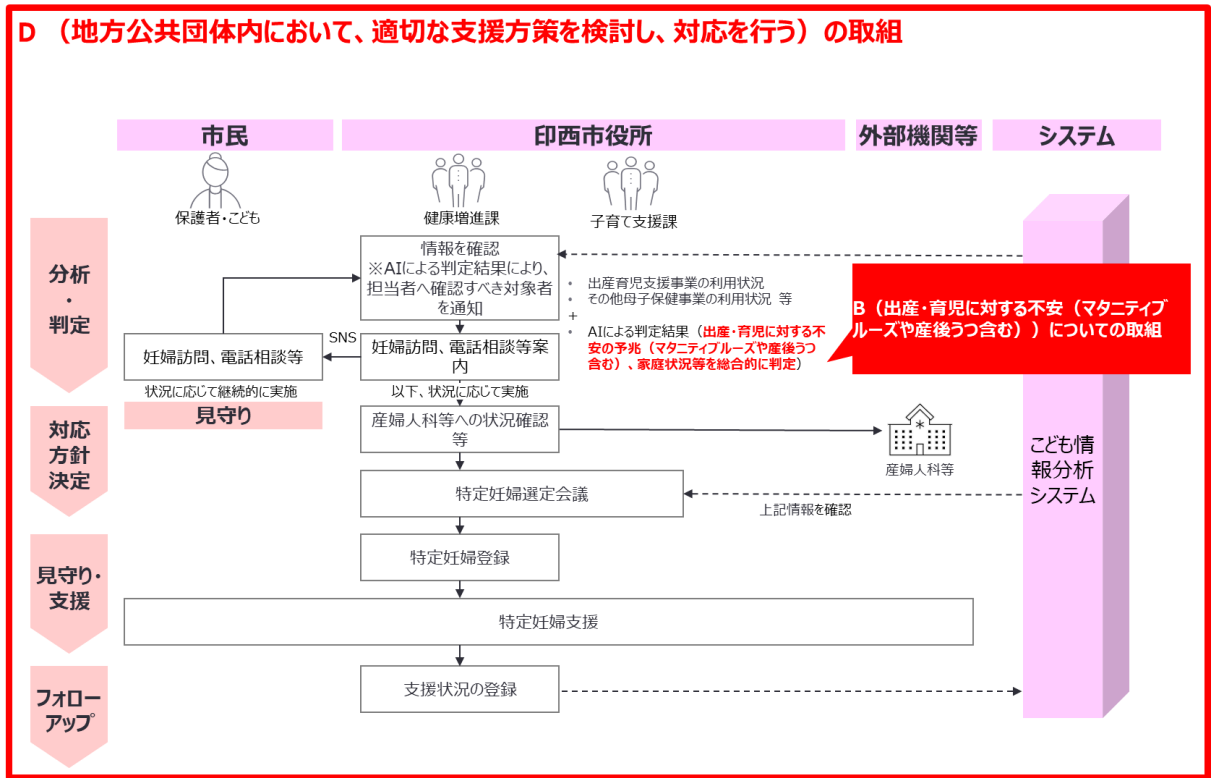 D （地方公共団体内において、適切な支援方策を検討し、対応を行う）の取組
市民
印西市役所
外部機関等
システム
保護者・こども
健康増進課
子育て支援課
分析
・
判定
情報を確認
※AIによる判定結果により、
担当者へ確認すべき対象者
を通知
・ 出産育児支援事業の利用状況
・ その他母子保健事業の利用状況 等
+
・ AIによる判定結果（出産・育児に対する不
安の予兆（マタニティブルーズや産後うつ
含む）、家庭状況等を総合的に判定）
B（出産・育児に対する不安（マタニティブ
ルーズや産後うつ含む））についての取組
SNS
妊婦訪問、電話相談等
妊婦訪問、電話相談等案
内
状況に応じて継続的に実施
以下、状況に応じて実施
見守り
対応
方針
決定
産婦人科等への状況確認
等
産婦人科等
こども情
報分析
システム
特定妊婦選定会議
上記情報を確認
見守り・
支援
特定妊婦登録
特定妊婦支援
フォロー
アップ
支援状況の登録